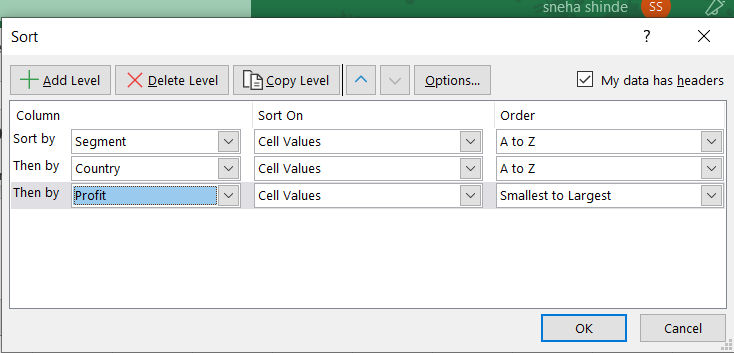 sneha shinde SS
Sort ?
Add Level Delete Level Copy Level Options... My data has headers
Column Sort On Order
Sort by Segment Cell Values A to Z
Then by Country Cell Values A to Z
Then by Profit Cell Values Smallest to Largest
OK Cancel